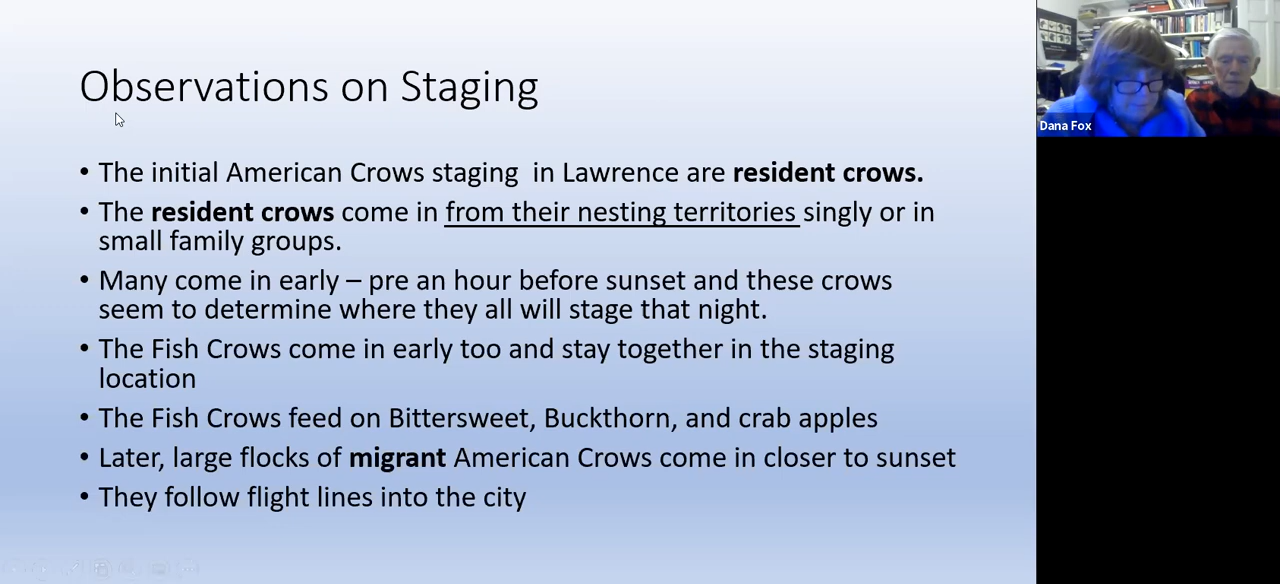 Observations on Staging
• The initial American Crows staging  in Lawrence are resident crows.
• The resident crows come in from their nesting territories singly or in
small family groups.
• Many come in early – pre an hour before sunset and these crows
seem to determine where they all will stage that night.
• The Fish Crows come in early too and stay together in the staging
location
• The Fish Crows feed on Bittersweet, Buckthorn, and crab apples
• Later, large flocks of migrant American Crows come in closer to sunset
• They follow flight lines into the city
Dana Fox